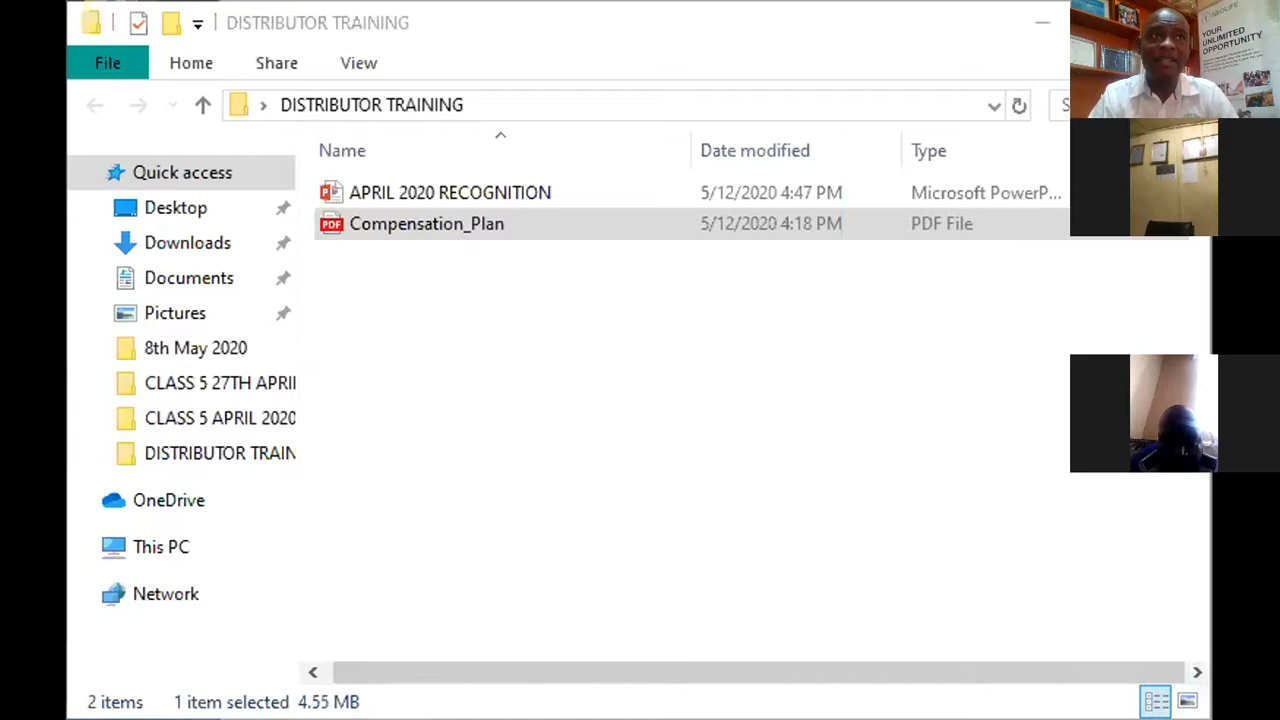 DISTRIBUTOR TRAINING
File Home Share View
DISTRIBUTOR TRAINING
Name Date modified Type
APRIL 2020 RECOGNITION 5/12/2020 4:47 PM Microsoft PowerP...
Compensation_Plan 5/12/2020 4:18 PM PDF File
Quick access
Desktop
Downloads
Documents
Pictures
8th May 2020
CLASS 5 27TH APRIL
CLASS 5 APRIL 2020
DISTRIBUTOR TRAIN
OneDrive
This PC
Network
2 items 1 item selected 4.55 MB
NEOLIFE
YOUR
UNLIMITED
OPPORTUNITY